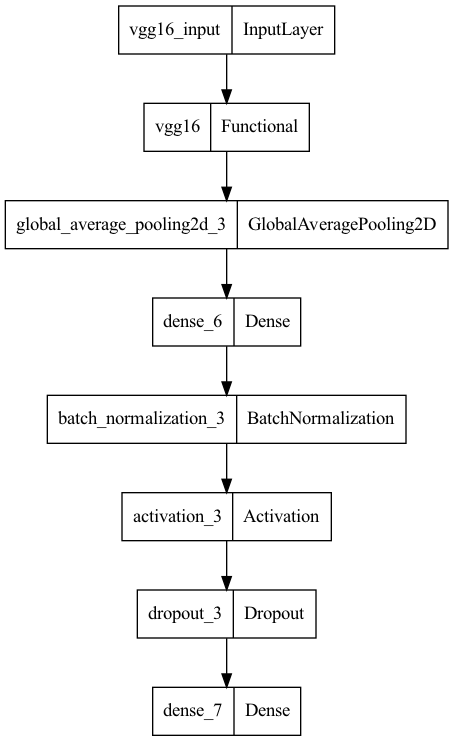 vgg16_input InputLayer
vgg16 Functional
global_average_pooling2d_3 GlobalAveragePooling2D
dense_6 Dense
batch_normalization_3 BatchNormalization
activation_3 Activation
dropout_3 Dropout
dense_7 Dense